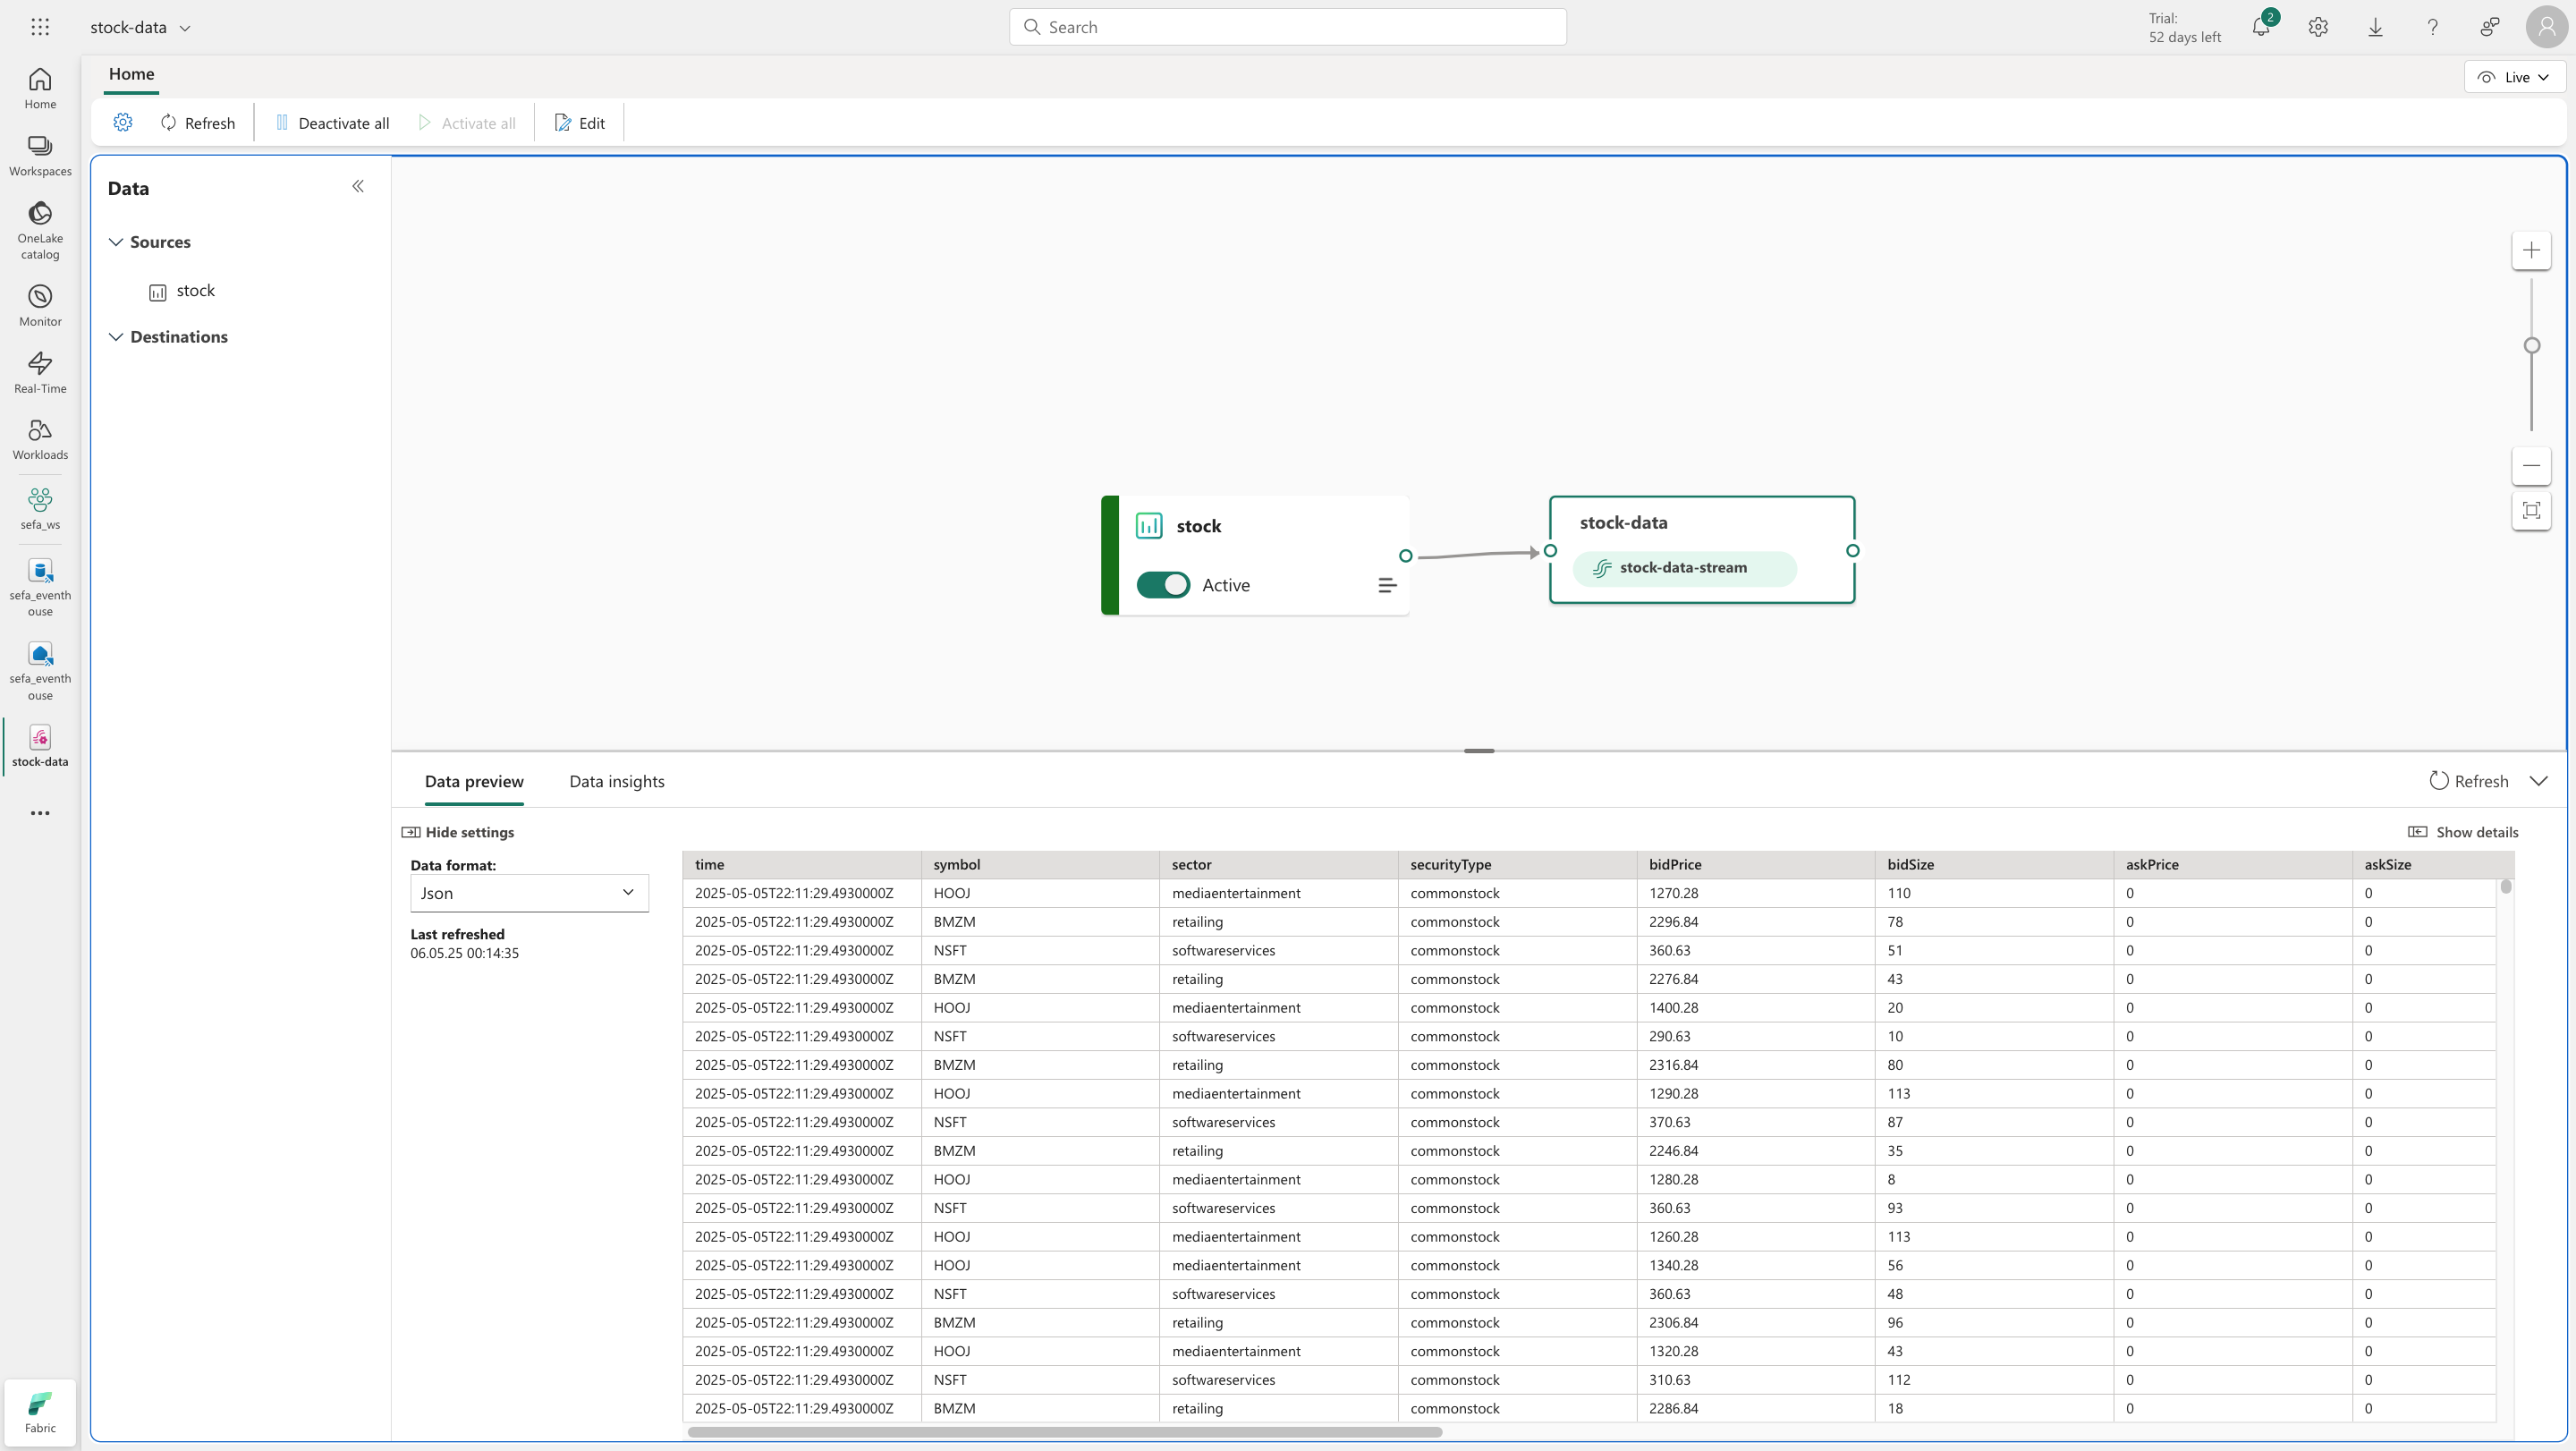 stock-data
Search
Trial:
52 days left
2
Home
Live
Refresh
Deactivate all
Activate all
Edit
Home
Workspaces
OneLake
catalog
Monitor
Real-Time
Workloads
sefa_ws
sefa_eventh
ouse
sefa_eventh
ouse
stock-data
Fabric
Data
Sources
stock
Destinations
stock
Active
stock-data
stock-data-stream
Data preview
Data insights
Refresh
Hide settings
Show details
Data format:
Json
Last refreshed
06.05.25 00:14:35
time symbol sector securityType bidPrice bidSize askPrice askSize
2025-05-05T22:11:29.4930000Z HOOJ mediaentertainment commonstock 1270.28 110 0 0
2025-05-05T22:11:29.4930000Z BMZM retailing commonstock 2296.84 78 0 0
2025-05-05T22:11:29.4930000Z NSFT softwareservices commonstock 360.63 51 0 0
2025-05-05T22:11:29.4930000Z BMZM retailing commonstock 2276.84 43 0 0
2025-05-05T22:11:29.4930000Z HOOJ mediaentertainment commonstock 1400.28 20 0 0
2025-05-05T22:11:29.4930000Z NSFT softwareservices commonstock 290.63 10 0 0
2025-05-05T22:11:29.4930000Z BMZM retailing commonstock 2316.84 80 0 0
2025-05-05T22:11:29.4930000Z HOOJ mediaentertainment commonstock 1290.28 113 0 0
2025-05-05T22:11:29.4930000Z NSFT softwareservices commonstock 370.63 87 0 0
2025-05-05T22:11:29.4930000Z BMZM retailing commonstock 2246.84 35 0 0
2025-05-05T22:11:29.4930000Z HOOJ mediaentertainment commonstock 1280.28 8 0 0
2025-05-05T22:11:29.4930000Z NSFT softwareservices commonstock 360.63 93 0 0
2025-05-05T22:11:29.4930000Z HOOJ mediaentertainment commonstock 1260.28 113 0 0
2025-05-05T22:11:29.4930000Z HOOJ mediaentertainment commonstock 1340.28 56 0 0
2025-05-05T22:11:29.4930000Z NSFT softwareservices commonstock 360.63 48 0 0
2025-05-05T22:11:29.4930000Z BMZM retailing commonstock 2306.84 96 0 0
2025-05-05T22:11:29.4930000Z HOOJ mediaentertainment commonstock 1320.28 43 0 0
2025-05-05T22:11:29.4930000Z NSFT softwareservices commonstock 310.63 112 0 0
2025-05-05T22:11:29.4930000Z BMZM retailing commonstock 2286.84 18 0 0